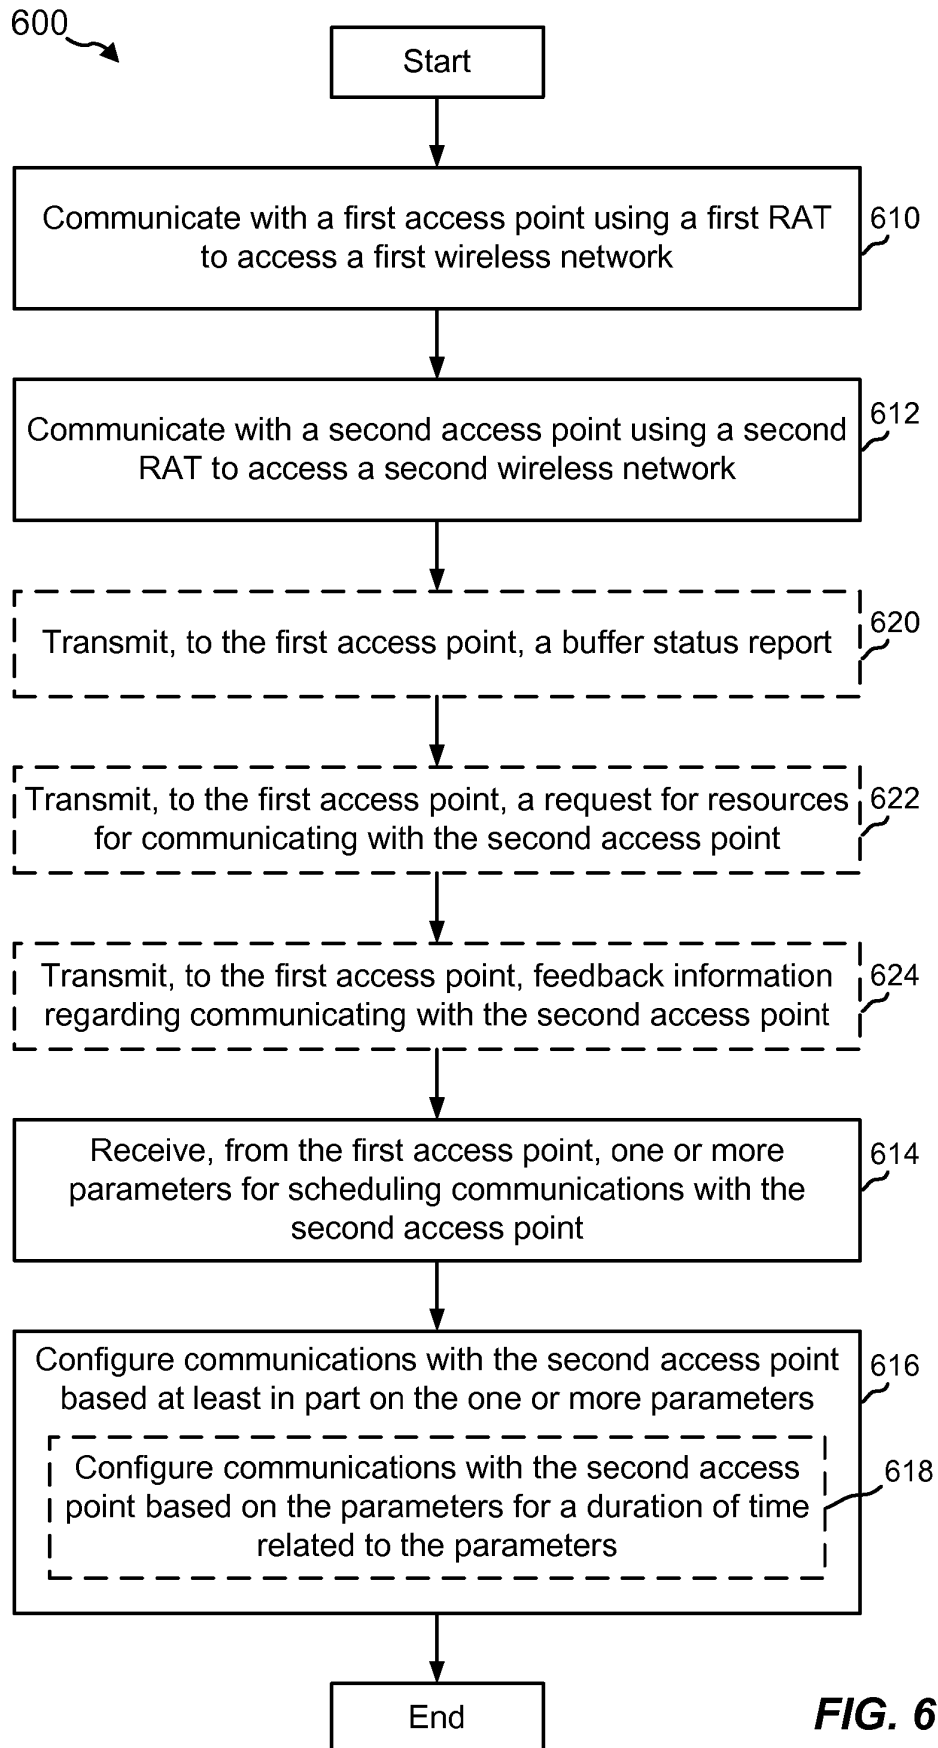 600
Start
Communicate with a first access point using a first RAT
to access a first wireless network
610
Communicate with a second access point using a second
RAT to access a second wireless network
612
Transmit, to the first access point, a buffer status report
620
Transmit, to the first access point, a request for resources
for communicating with the second access point
622
Transmit, to the first access point, feedback information
regarding communicating with the second access point
624
Receive, from the first access point, one or more
parameters for scheduling communications with the
second access point
614
Configure communications with the second access point
based at least in part on the one or more parameters
616
Configure communications with the second access
point based on the parameters for a duration of time
related to the parameters
618
End
FIG. 6